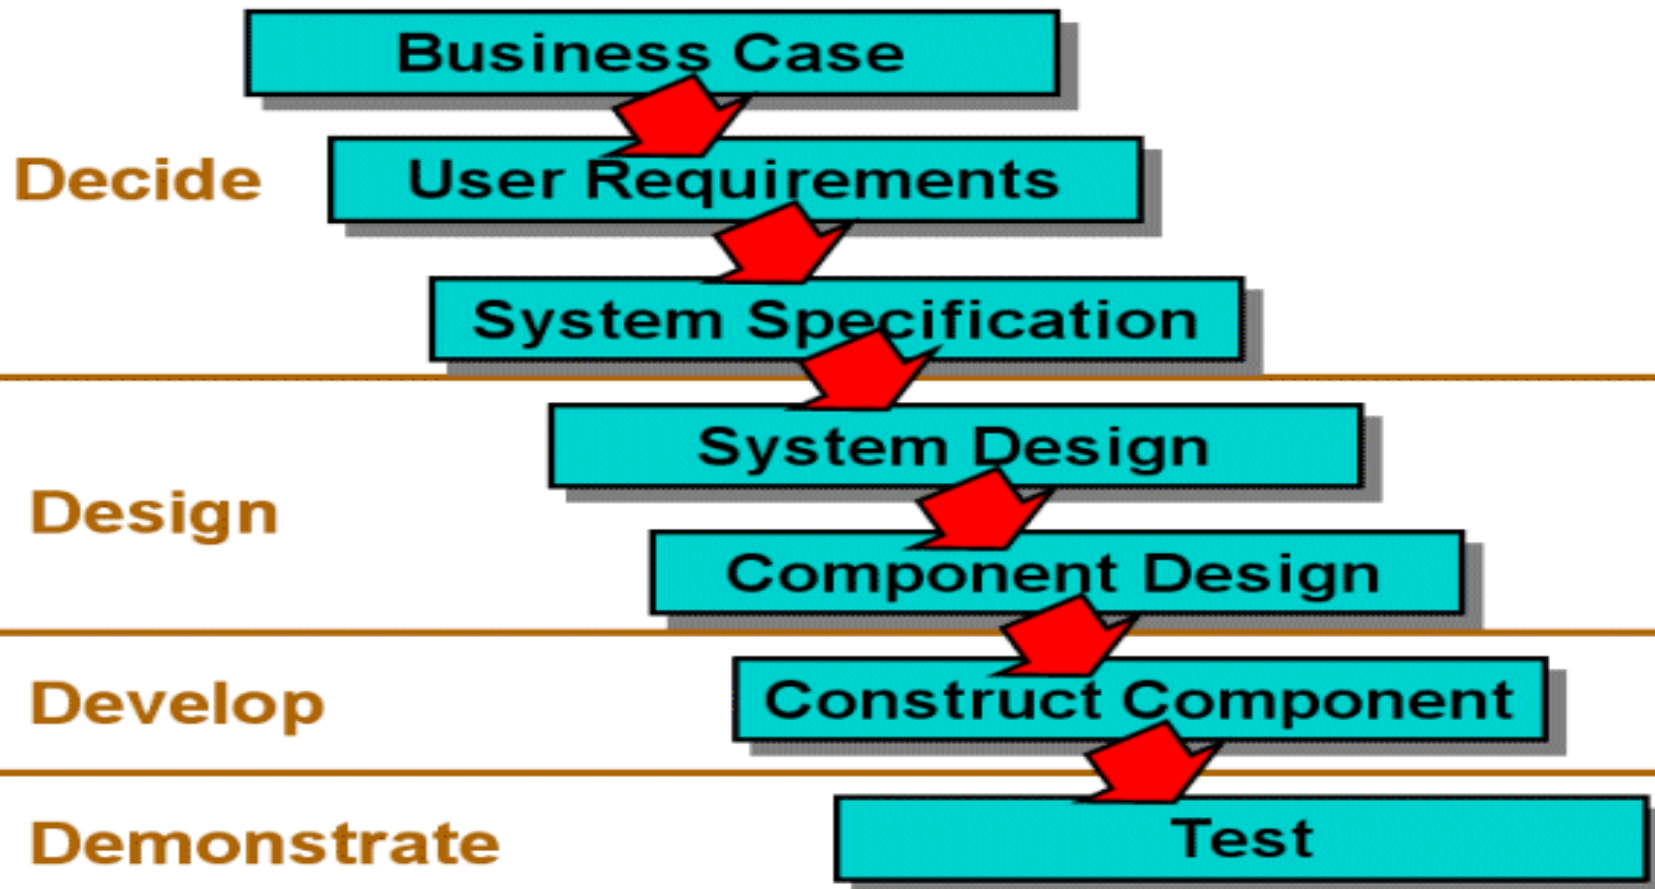 Business Case
Decide
User Requirements
System Specification
System Design
Design
Component Design
Develop
Construct Component
Demonstrate
Test